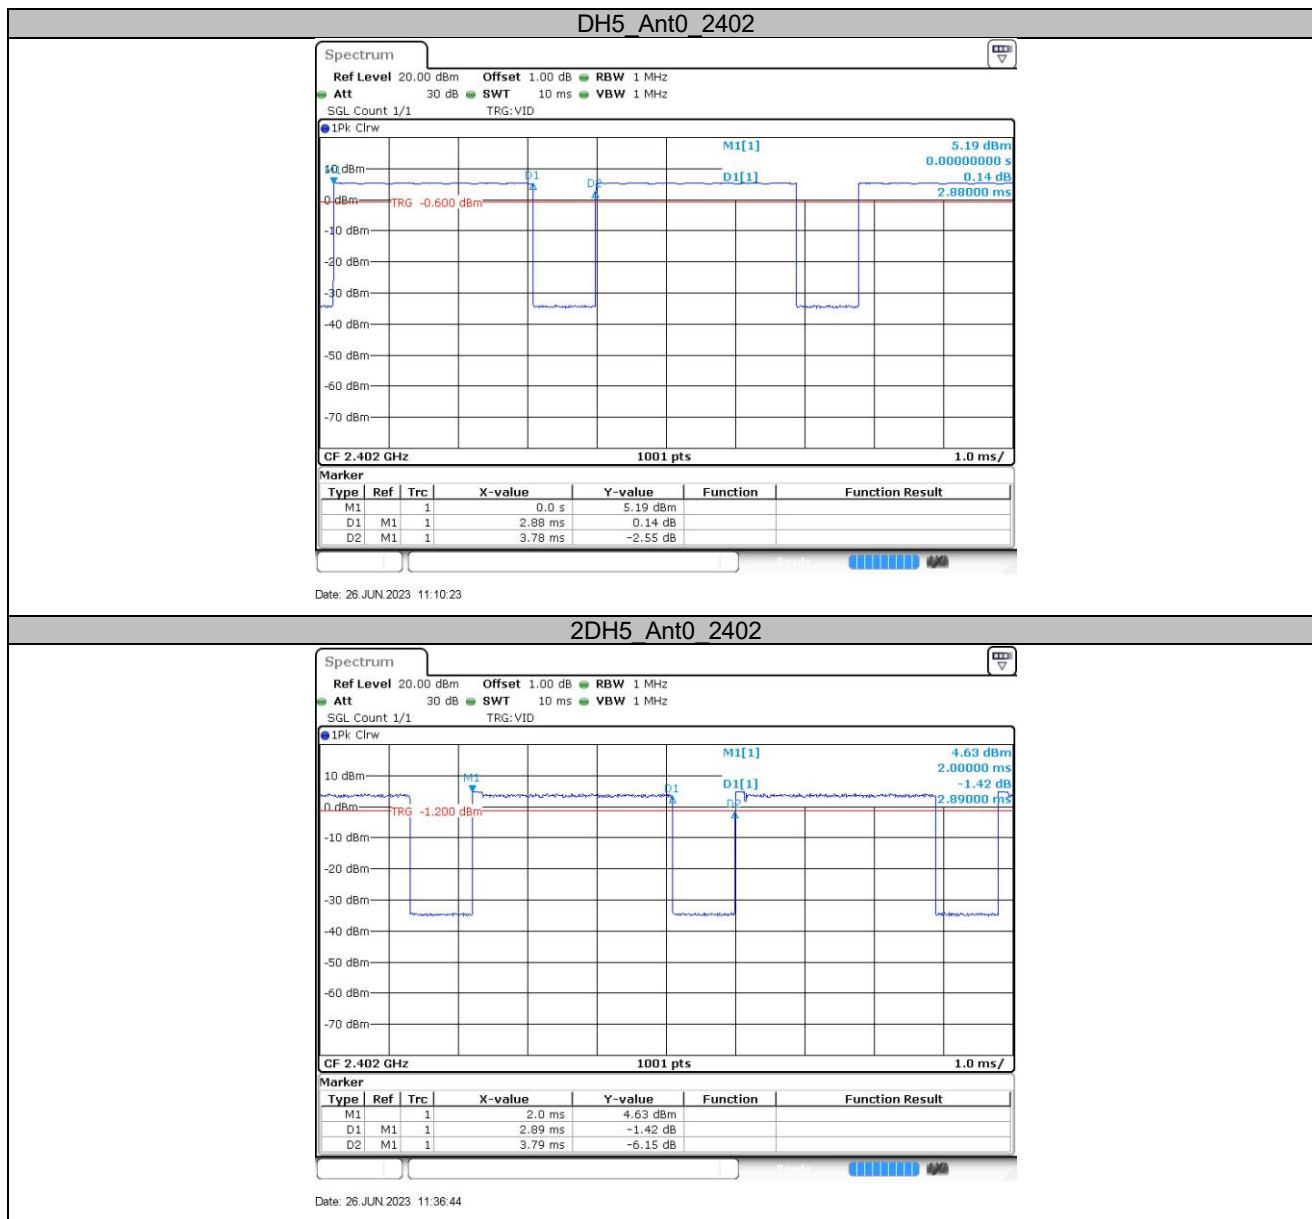 DH5_Ant0_2402
Spectrum
Ref Level 20.00 dBm Offset 1.00 dB RBW 1 MHz
Att 30 dB SWT 10 ms VBW 1 MHz
SGL Count 1/1 TRG:VID
1Pk Clrw
M1[1] 5.19 dBm
0.00000000 s
D1[1] 0.14 dB
2.88000 ms
M1
D1
D2
10 dBm
0 dBm
TRG -0.600 dBm
-10 dBm
-20 dBm
-30 dBm
-40 dBm
-50 dBm
-60 dBm
-70 dBm
CF 2.402 GHz 1001 pts 1.0 ms/
Marker
Type Ref Trc X-value Y-value Function Function Result
M1 1 0.0 s 5.19 dBm
D1 M1 1 2.88 ms 0.14 dB
D2 M1 1 3.78 ms -2.55 dB
Ready
Date: 26.JUN.2023 11:10:23
2DH5_Ant0_2402
Spectrum
Ref Level 20.00 dBm Offset 1.00 dB RBW 1 MHz
Att 30 dB SWT 10 ms VBW 1 MHz
SGL Count 1/1 TRG:VID
1Pk Clrw
M1[1] 4.63 dBm
2.00000 ms
D1[1] -1.42 dB
2.89000 ms
M1
D1
D2
10 dBm
0 dBm
TRG -1.200 dBm
-10 dBm
-20 dBm
-30 dBm
-40 dBm
-50 dBm
-60 dBm
-70 dBm
CF 2.402 GHz 1001 pts 1.0 ms/
Marker
Type Ref Trc X-value Y-value Function Function Result
M1 1 2.0 ms 4.63 dBm
D1 M1 1 2.89 ms -1.42 dB
D2 M1 1 3.79 ms -6.15 dB
Ready
Date: 26.JUN.2023 11:36:44